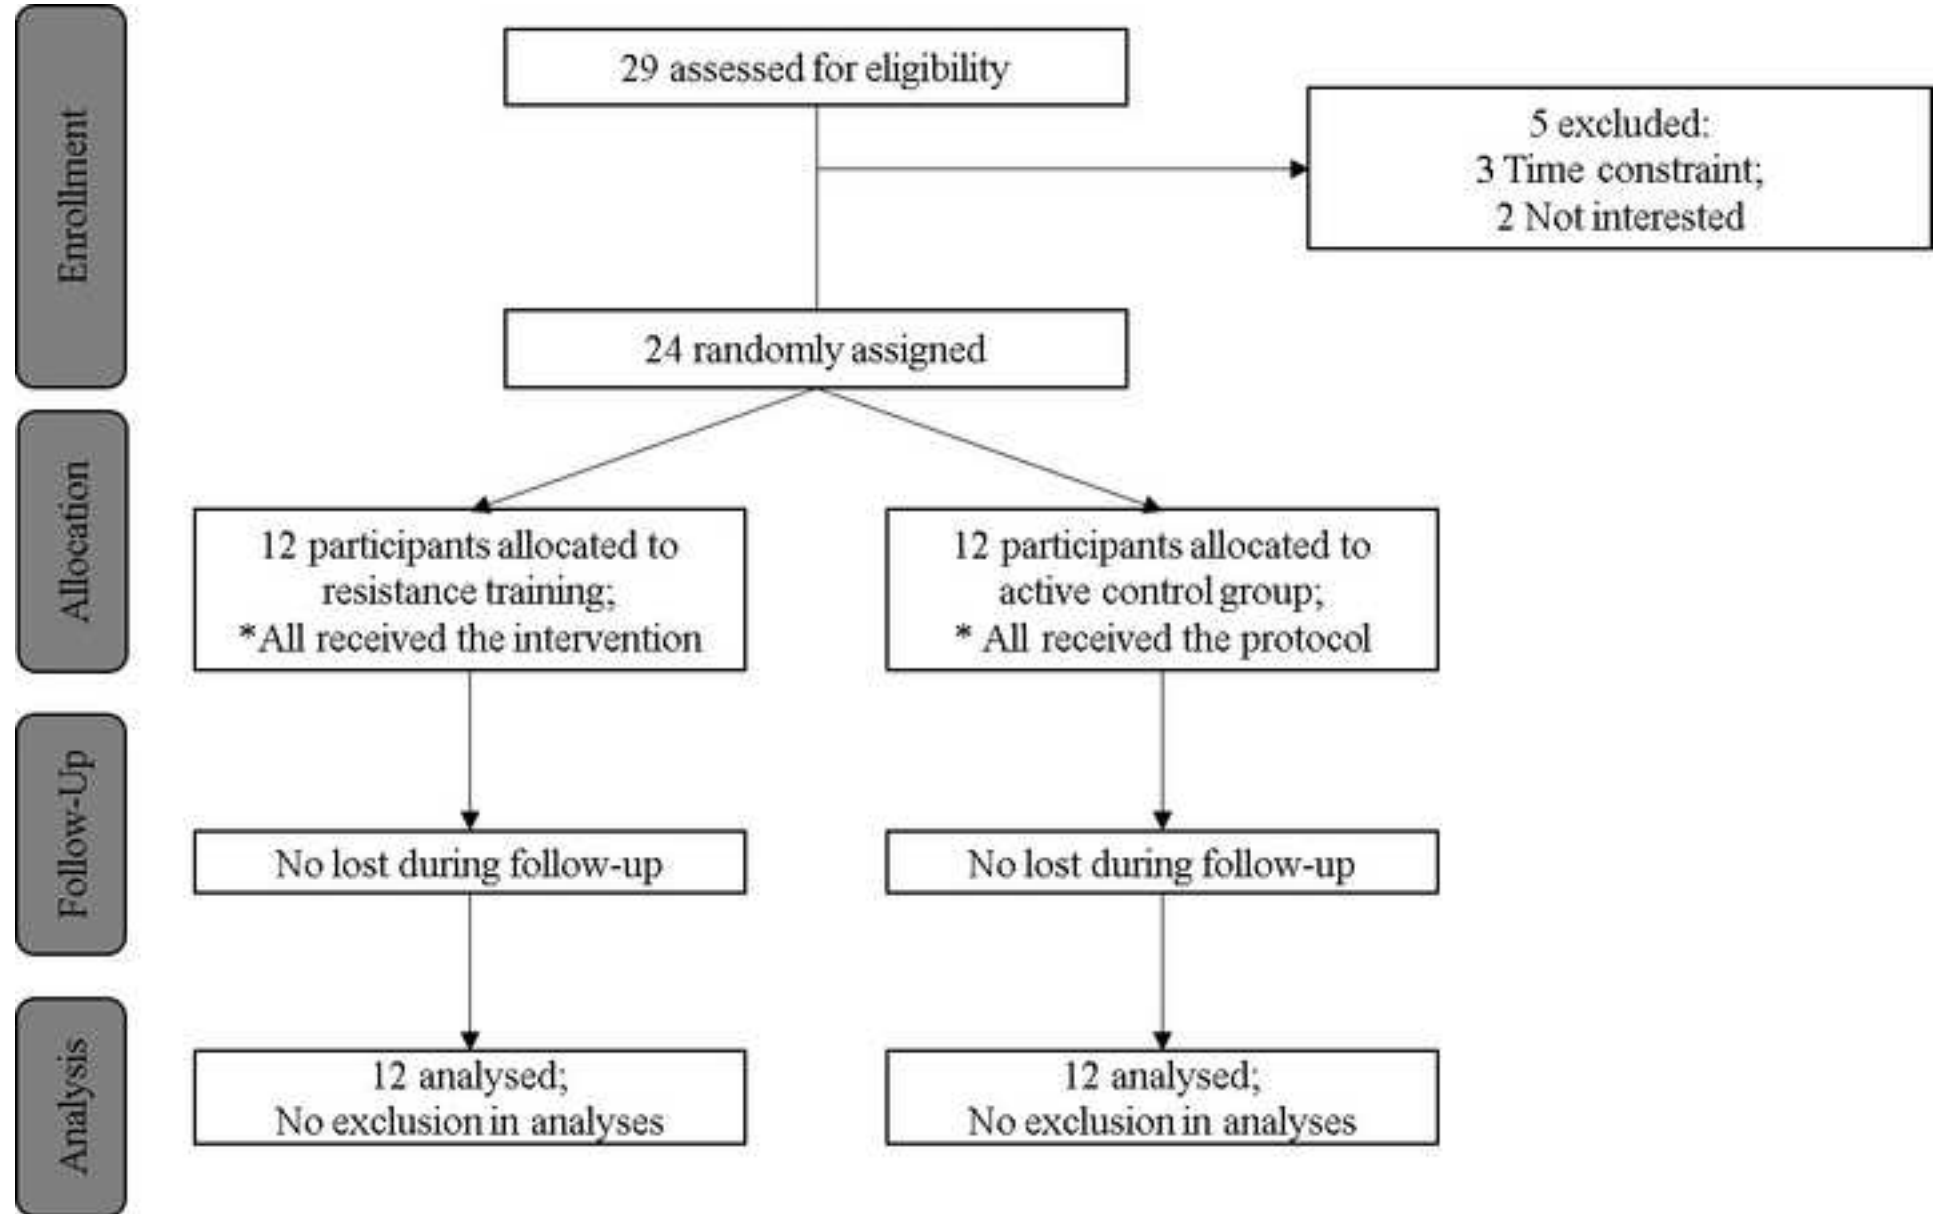 Enrollment
29 assessed for eligibility
5 excluded:
3 Time constraint;
2 Not interested
24 randomly assigned
Allocation
12 participants allocated to
resistance training;
*All received the intervention
12 participants allocated to
active control group;
* All received the protocol
Follow-Up
No lost during follow-up
No lost during follow-up
Analysis
12 analysed;
No exclusion in analyses
12 analysed;
No exclusion in analyses